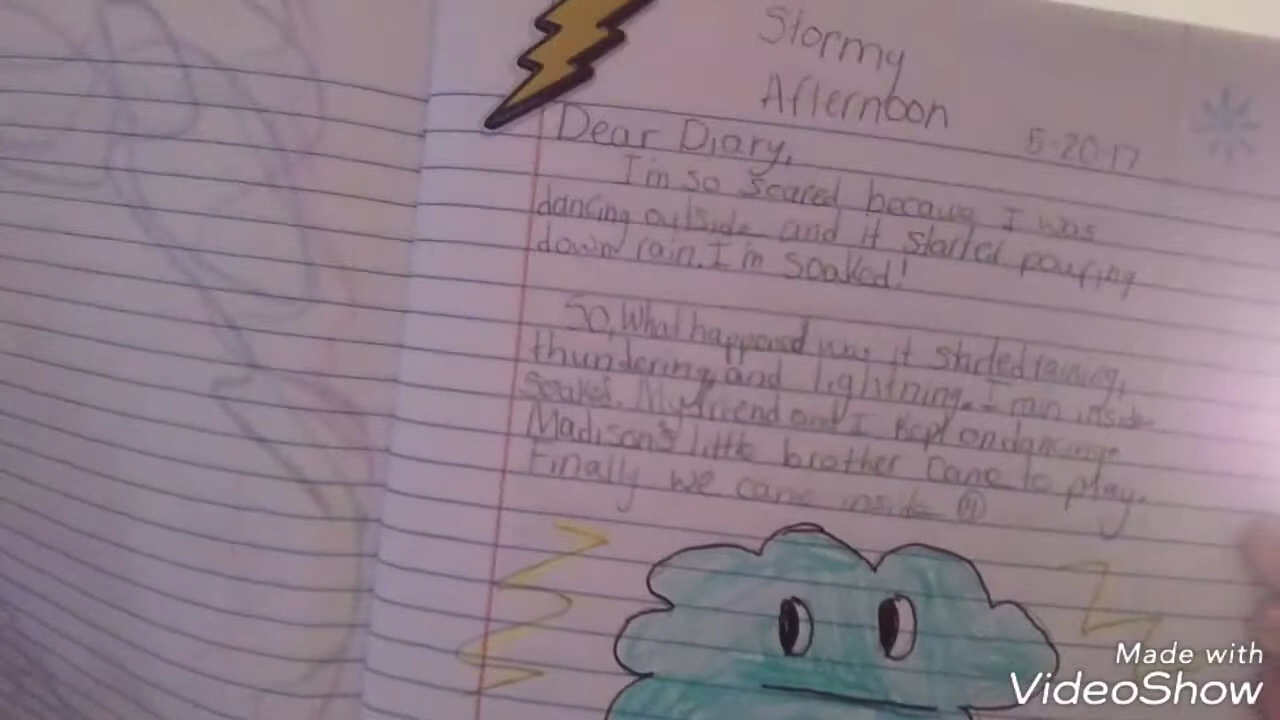 Stormy
Afternoon
5-20-17
Dear Diary,
I'm so scared because I was
dancing outside and it started pouring
down rain. I'm soaked!
So, What happened was it started raining,
thundering, and lightning. I ran inside
soaked. My friend and I kept on dancing.
Madison's little brother came to play.
Finally we came inside
Made with
VideoShow